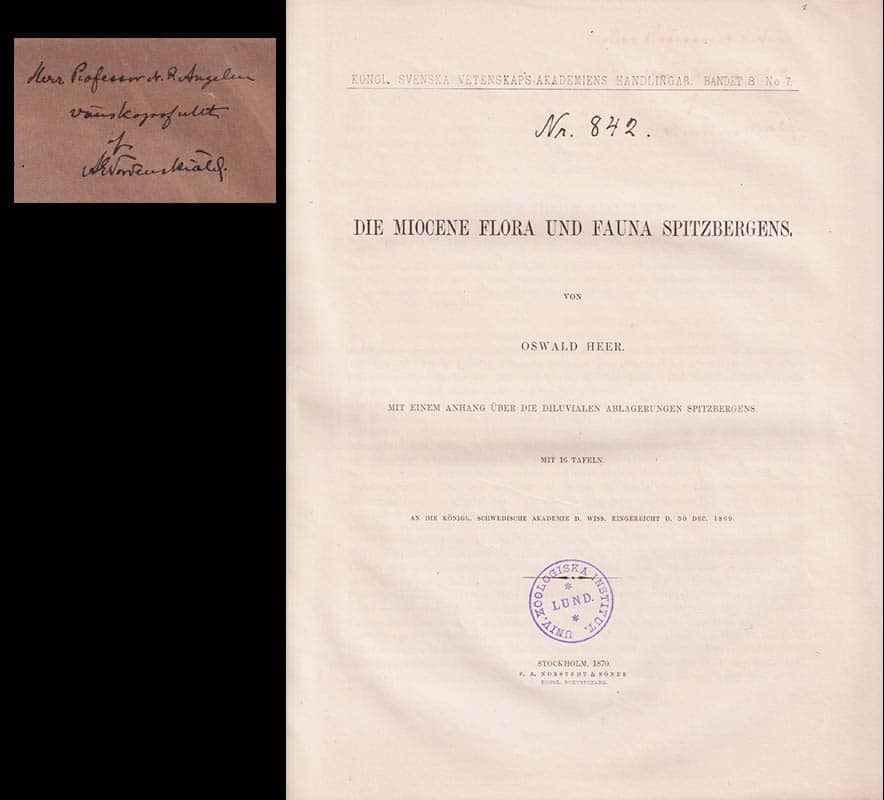 Herr Professor N. P. Angelin
vänskapsfullt
af
AENordenskiöld.
KONGL. SVENSKA VETENSKAPS-AKADEMIENS HANDLINGAR. BANDET 8. No 7.
Nr. 842.
DIE MIOCENE FLORA UND FAUNA SPITZBERGENS.
VON
OSWALD HEER.
MIT EINEM ANHANG ÜBER DIE DILUVIALEN ABLAGERUNGEN SPITZBERGENS.
MIT 16 TAFELN.
AN DIE KÖNIGL. SCHWEDISCHE AKADEMIE D. WISS. EINGEREICHT D. 30 DEC. 1869.
UNIV. ZOOLOGISKA INSTITUT.
* LUND. *
STOCKHOLM, 1870.
P. A. NORSTEDT & SÖNER
KONGL. BOKTRYCKARE.